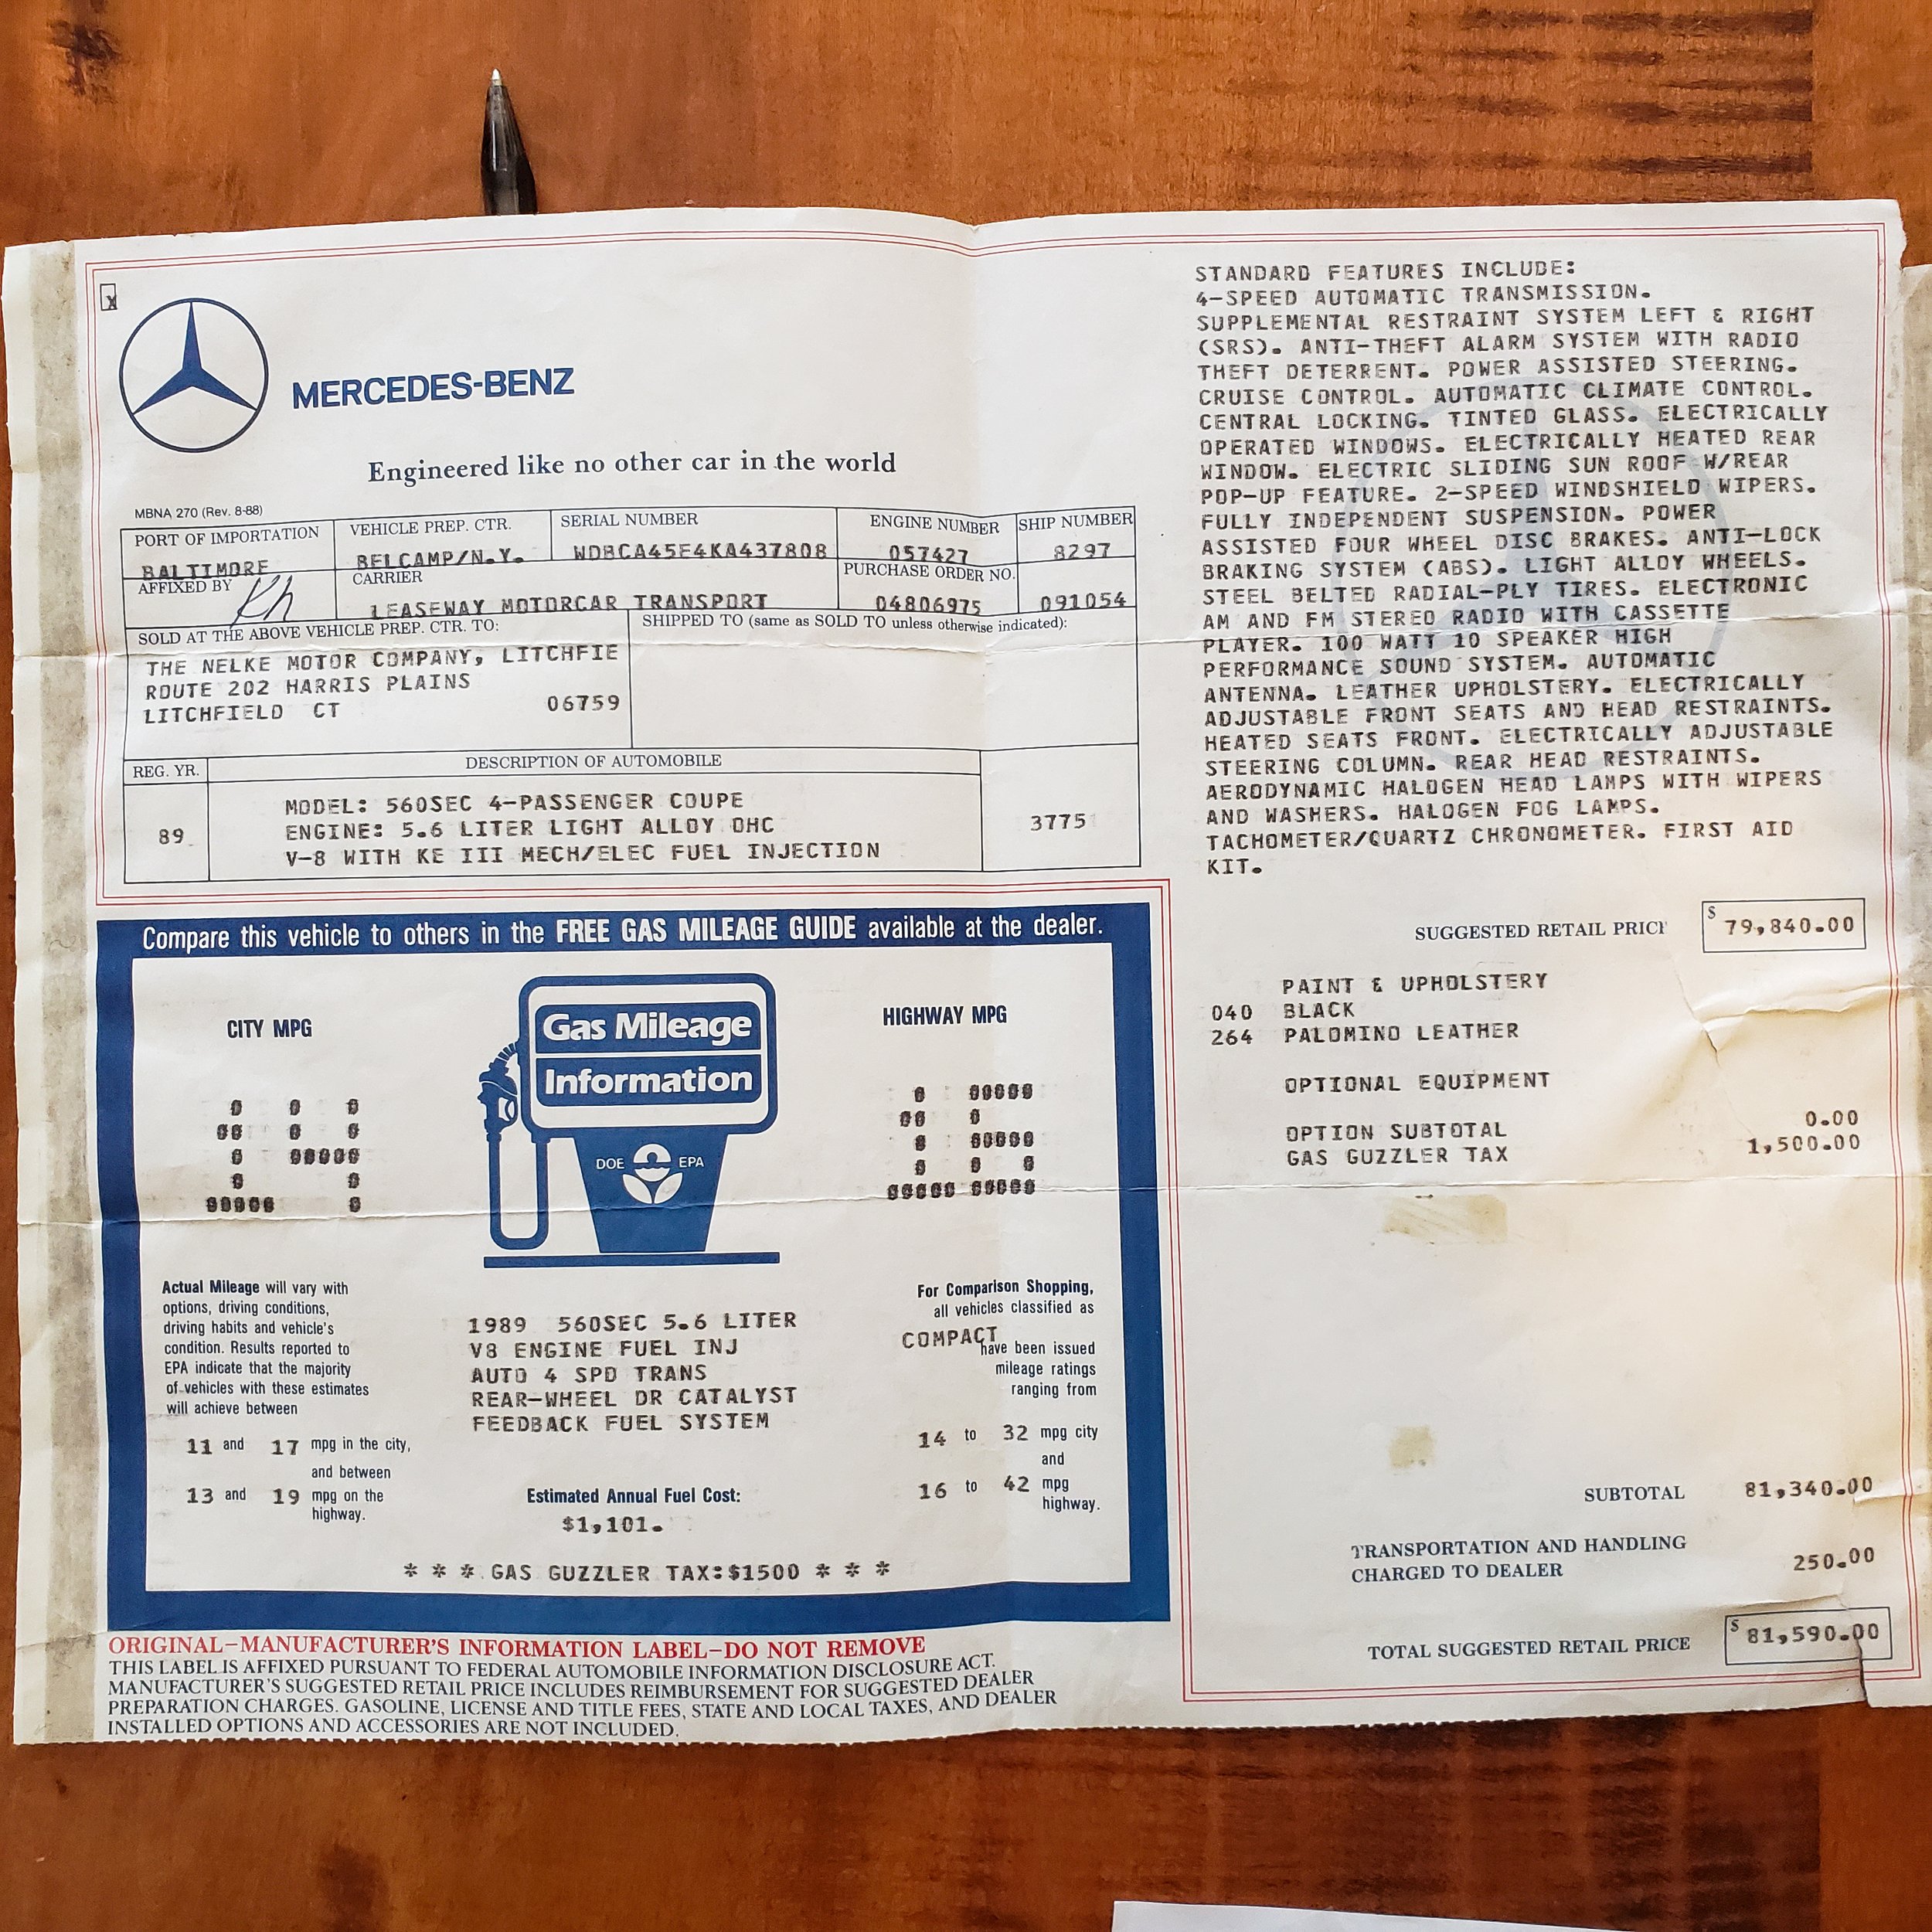 X
MERCEDES-BENZ
Engineered like no other car in the world
MBNA 270 (Rev. 8-88)
PORT OF IMPORTATION
BALTIMORE
VEHICLE PREP. CTR.
BELCAMP/N.Y.
SERIAL NUMBER
WDBCA45E4KA437808
ENGINE NUMBER
057427
SHIP NUMBER
8297
AFFIXED BY
Kh
CARRIER
LEASEWAY MOTORCAR TRANSPORT
PURCHASE ORDER NO.
04806975
091054
SOLD AT THE ABOVE VEHICLE PREP. CTR. TO:
THE NELKE MOTOR COMPANY, LITCHFIE
ROUTE 202 HARRIS PLAINS
LITCHFIELD CT 06759
SHIPPED TO (same as SOLD TO unless otherwise indicated):
REG. YR.
89
DESCRIPTION OF AUTOMOBILE
MODEL: 560SEC 4-PASSENGER COUPE
ENGINE: 5.6 LITER LIGHT ALLOY OHC
V-8 WITH KE III MECH/ELEC FUEL INJECTION
3775
Compare this vehicle to others in the FREE GAS MILEAGE GUIDE available at the dealer.
CITY MPG
14
Gas Mileage
Information
DOE EPA
HIGHWAY MPG
16
Actual Mileage will vary with
options, driving conditions,
driving habits and vehicle's
condition. Results reported to
EPA indicate that the majority
of vehicles with these estimates
will achieve between
11 and 17 mpg in the city,
and between
13 and 19 mpg on the
highway.
1989 560SEC 5.6 LITER
V8 ENGINE FUEL INJ
AUTO 4 SPD TRANS
REAR-WHEEL DR CATALYST
FEEDBACK FUEL SYSTEM
Estimated Annual Fuel Cost:
$1,101.
For Comparison Shopping,
all vehicles classified as
COMPACT
have been issued
mileage ratings
ranging from
14 to 32 mpg city
and
16 to 42 mpg
highway.
* * * GAS GUZZLER TAX:$1500 * * *
ORIGINAL–MANUFACTURER'S INFORMATION LABEL–DO NOT REMOVE
THIS LABEL IS AFFIXED PURSUANT TO FEDERAL AUTOMOBILE INFORMATION DISCLOSURE ACT.
MANUFACTURER'S SUGGESTED RETAIL PRICE INCLUDES REIMBURSEMENT FOR SUGGESTED DEALER
PREPARATION CHARGES. GASOLINE, LICENSE AND TITLE FEES, STATE AND LOCAL TAXES, AND DEALER
INSTALLED OPTIONS AND ACCESSORIES ARE NOT INCLUDED.
STANDARD FEATURES INCLUDE:
4-SPEED AUTOMATIC TRANSMISSION.
SUPPLEMENTAL RESTRAINT SYSTEM LEFT & RIGHT
(SRS). ANTI-THEFT ALARM SYSTEM WITH RADIO
THEFT DETERRENT. POWER ASSISTED STEERING.
CRUISE CONTROL. AUTOMATIC CLIMATE CONTROL.
CENTRAL LOCKING. TINTED GLASS. ELECTRICALLY
OPERATED WINDOWS. ELECTRICALLY HEATED REAR
WINDOW. ELECTRIC SLIDING SUN ROOF W/REAR
POP-UP FEATURE. 2-SPEED WINDSHIELD WIPERS.
FULLY INDEPENDENT SUSPENSION. POWER
ASSISTED FOUR WHEEL DISC BRAKES. ANTI-LOCK
BRAKING SYSTEM (ABS). LIGHT ALLOY WHEELS.
STEEL BELTED RADIAL-PLY TIRES. ELECTRONIC
AM AND FM STEREO RADIO WITH CASSETTE
PLAYER. 100 WATT 10 SPEAKER HIGH
PERFORMANCE SOUND SYSTEM. AUTOMATIC
ANTENNA. LEATHER UPHOLSTERY. ELECTRICALLY
ADJUSTABLE FRONT SEATS AND HEAD RESTRAINTS.
HEATED SEATS FRONT. ELECTRICALLY ADJUSTABLE
STEERING COLUMN. REAR HEAD RESTRAINTS.
AERODYNAMIC HALOGEN HEAD LAMPS WITH WIPERS
AND WASHERS. HALOGEN FOG LAMPS.
TACHOMETER/QUARTZ CHRONOMETER. FIRST AID
KIT.
SUGGESTED RETAIL PRICE $ 79,840.00
PAINT & UPHOLSTERY
040 BLACK
264 PALOMINO LEATHER
OPTIONAL EQUIPMENT
OPTION SUBTOTAL 0.00
GAS GUZZLER TAX 1,500.00
SUBTOTAL 81,340.00
TRANSPORTATION AND HANDLING
CHARGED TO DEALER 250.00
TOTAL SUGGESTED RETAIL PRICE $ 81,590.00